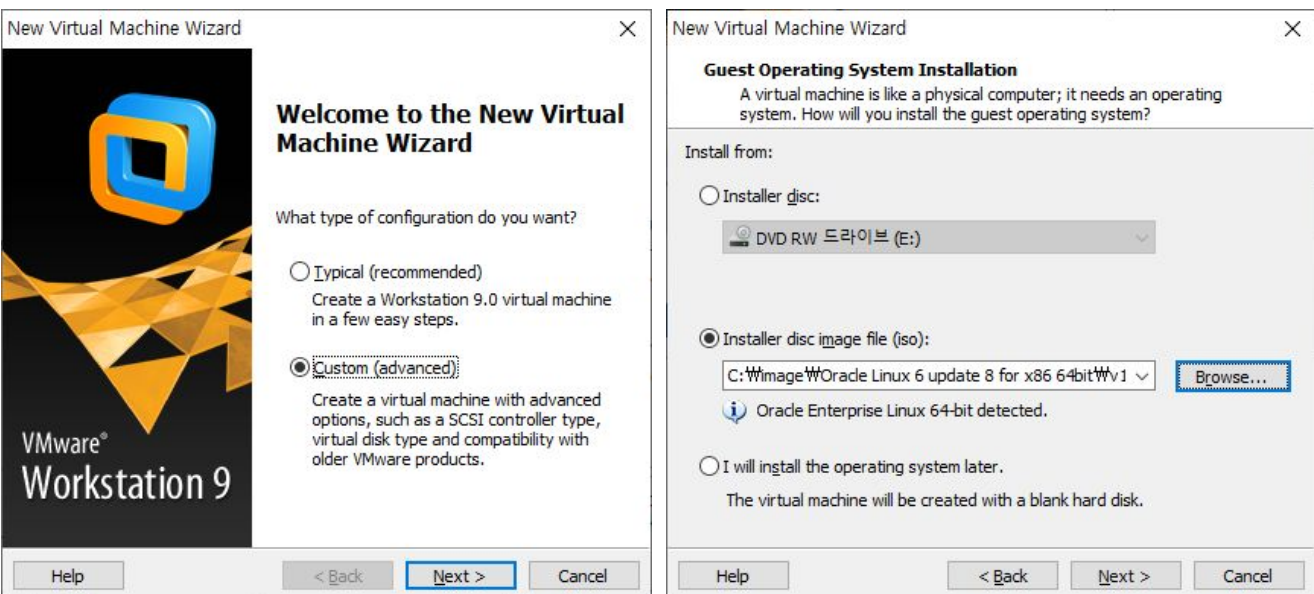 New Virtual Machine Wizard
Welcome to the New Virtual
Machine Wizard
What type of configuration do you want?
Typical (recommended)
Create a Workstation 9.0 virtual machine
in a few easy steps.
Custom (advanced)
Create a virtual machine with advanced
options, such as a SCSI controller type,
virtual disk type and compatibility with
older VMware products.
VMware®
Workstation 9
Help
< Back
Next >
Cancel
New Virtual Machine Wizard
Guest Operating System Installation
A virtual machine is like a physical computer; it needs an operating
system. How will you install the guest operating system?
Install from:
Installer disc:
DVD RW 드라이브 (E:)
Installer disc image file (iso):
C:₩image₩Oracle Linux 6 update 8 for x86 64bit₩v1
Browse...
Oracle Enterprise Linux 64-bit detected.
I will install the operating system later.
The virtual machine will be created with a blank hard disk.
Help
< Back
Next >
Cancel